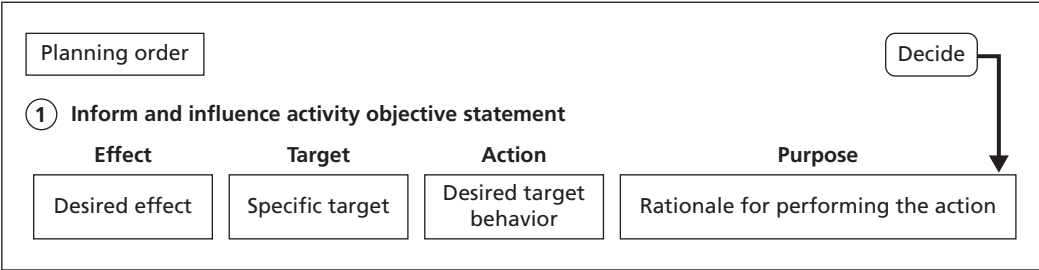 Planning order
Decide
1 Inform and influence activity objective statement
Effect Target Action Purpose
Desired effect Specific target Desired target behavior Rationale for performing the action